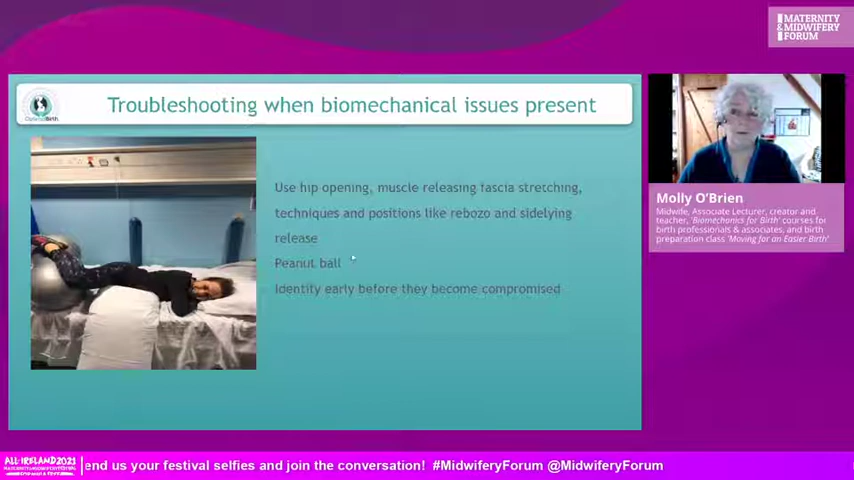 MATERNITY
& MIDWIFERY
FORUM
Troubleshooting when biomechanical issues present
Use hip opening, muscle releasing fascia stretching,
techniques and positions like rebozo and sidelying
release
Peanut ball
Identity early before they become compromised
Molly O'Brien
Midwife, Associate Lecturer, creator and
teacher, 'Biomechanics for Birth' courses for
birth professionals & associates, and birth
preparation class 'Moving for an Easier Birth'
ALL IRELAND 2021
end us your festival selfies and join the conversation! #MidwiferyForum @MidwiferyForum